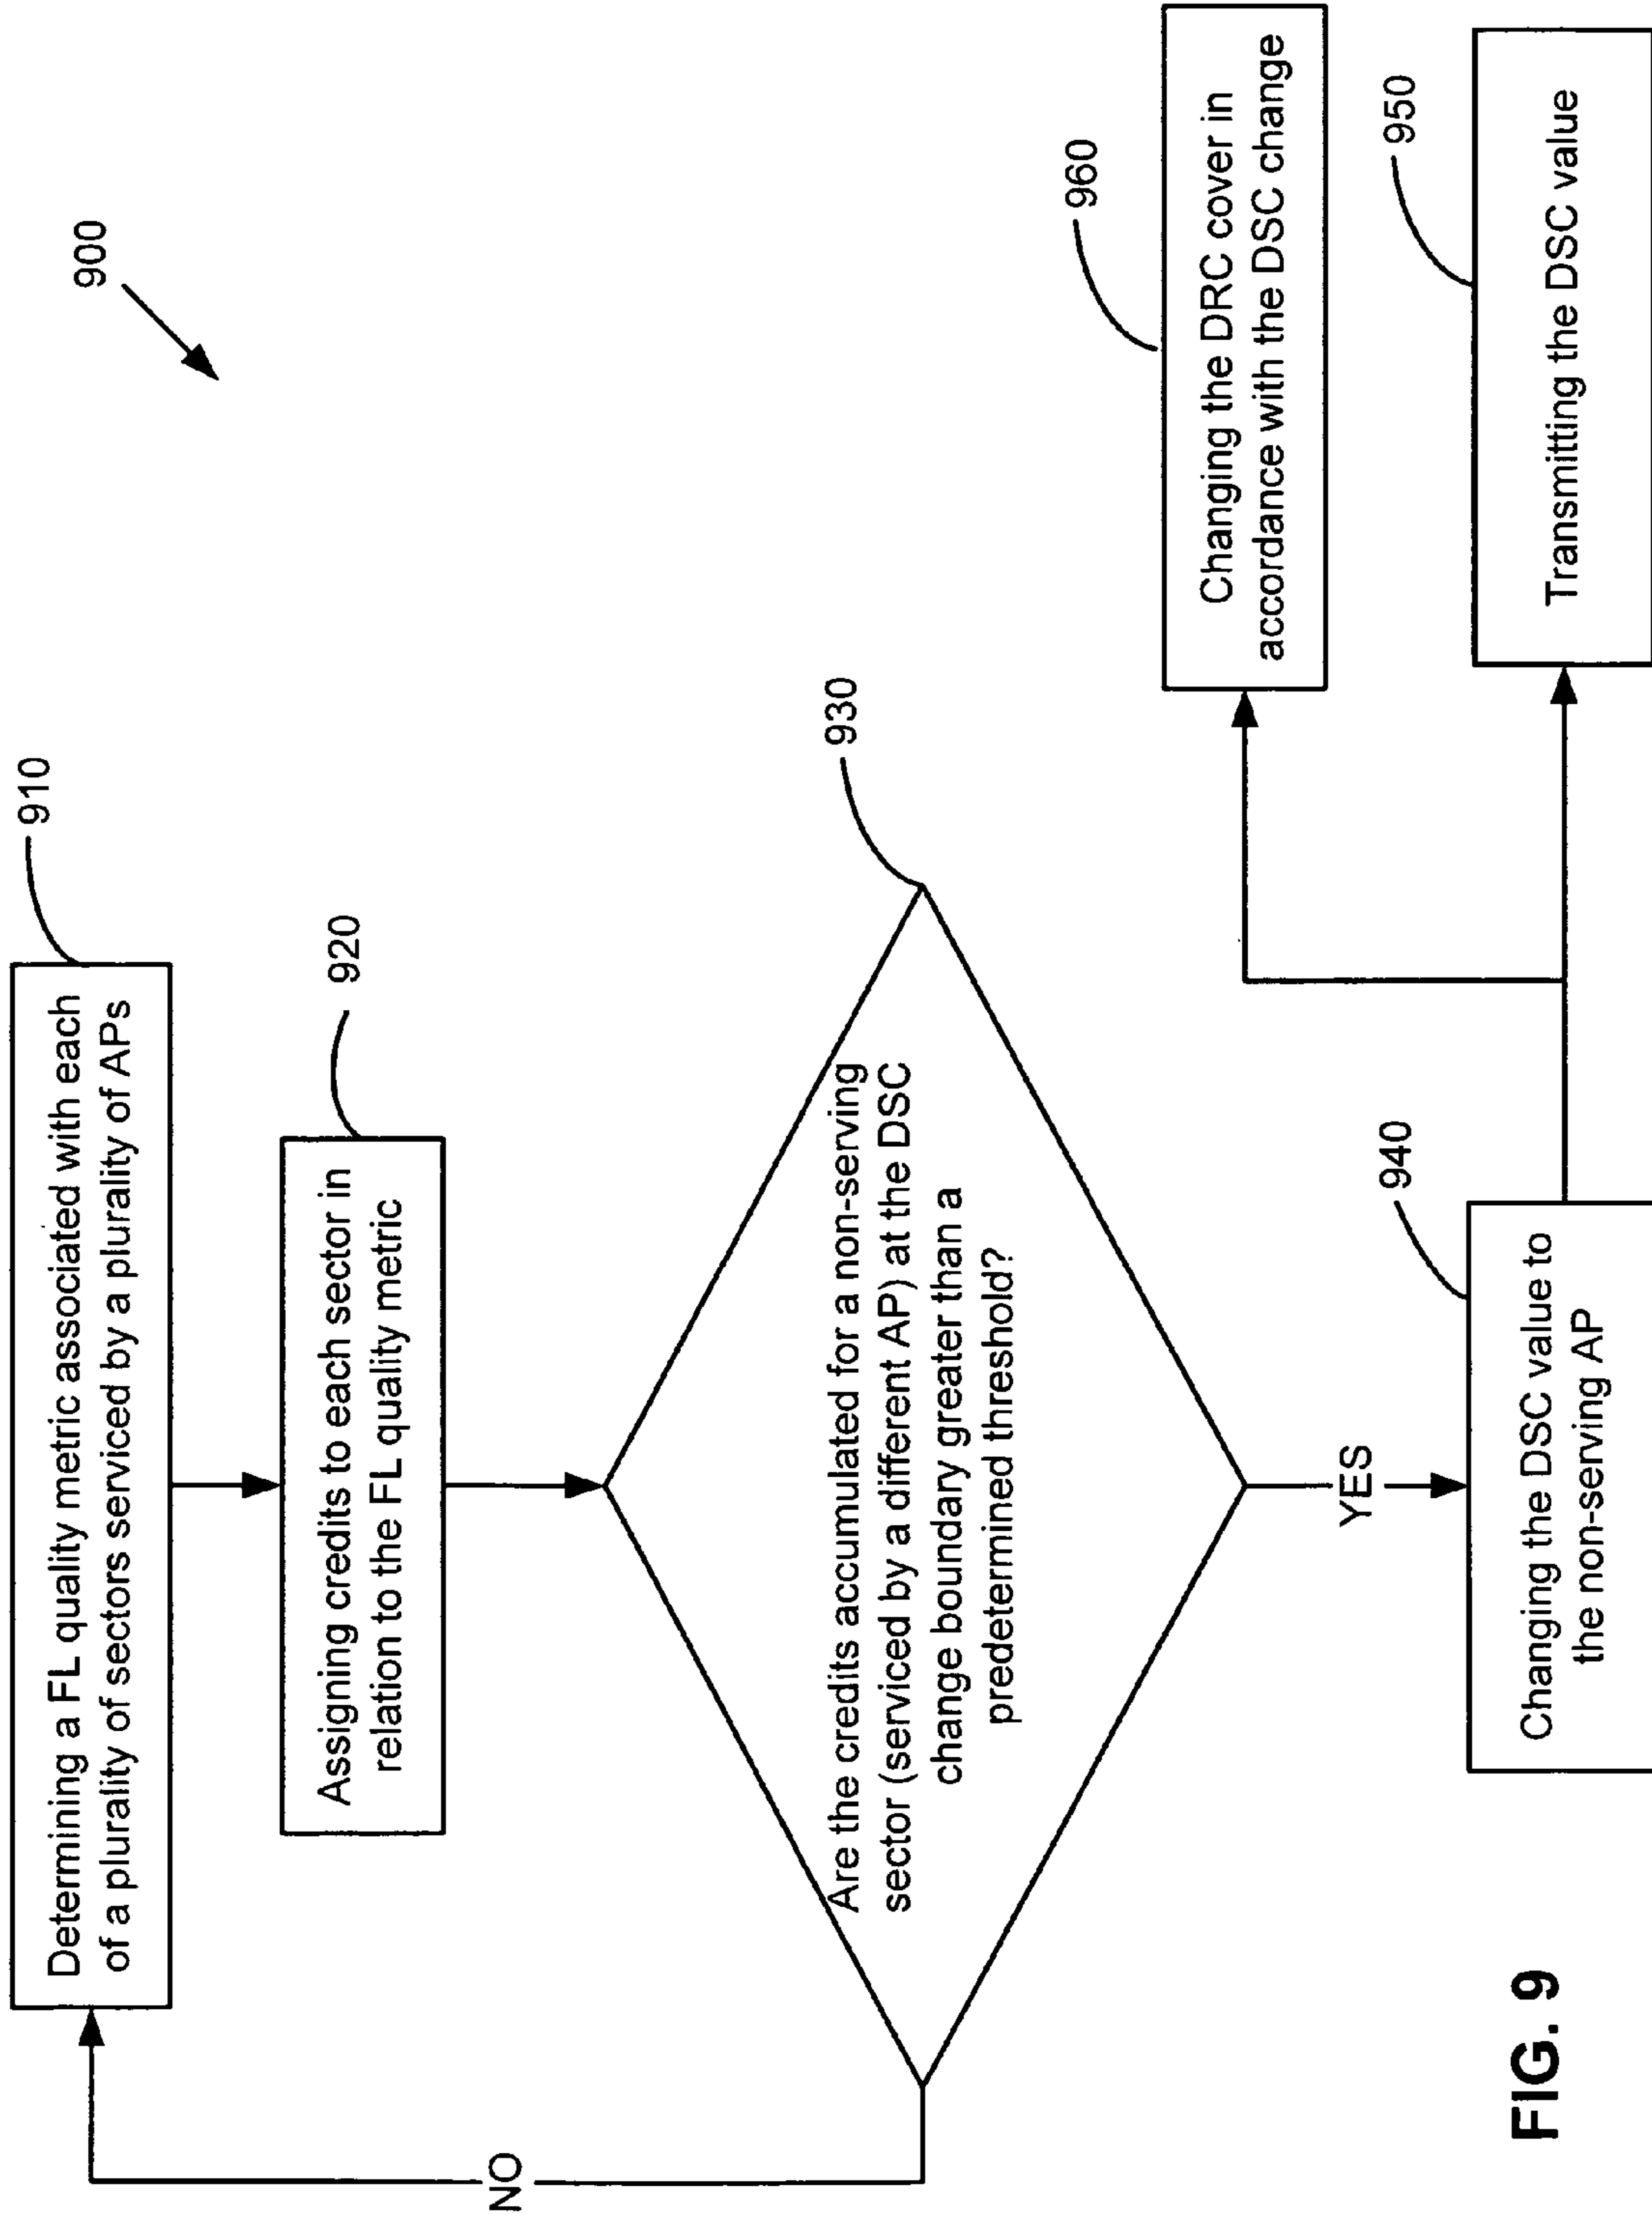 900
910
Determining a FL quality metric associated with each
of a plurality of sectors serviced by a plurality of APs
920
Assigning credits to each sector in
relation to the FL quality metric
930
Are the credits accumulated for a non-serving
sector (serviced by a different AP) at the DSC
change boundary greater than a
predetermined threshold?
NO
YES
940
Changing the DSC value to
the non-serving AP
960
Changing the DRC cover in
accordance with the DSC change
950
Transmitting the DSC value
FIG. 9